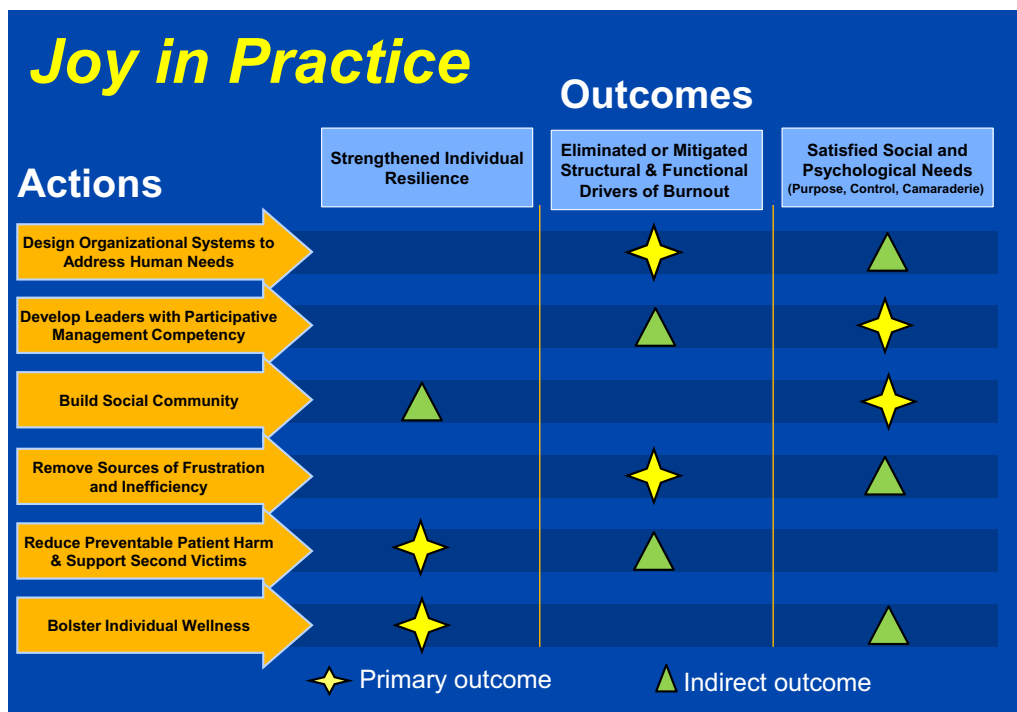 Joy in Practice
Outcomes
Actions
Strengthened Individual
Resilience
Eliminated or Mitigated
Structural & Functional
Drivers of Burnout
Satisfied Social and
Psychological Needs
(Purpose, Control, Camaraderie)
Design Organizational Systems to
Address Human Needs
Develop Leaders with Participative
Management Competency
Build Social Community
Remove Sources of Frustration
and Inefficiency
Reduce Preventable Patient Harm
& Support Second Victims
Bolster Individual Wellness
Primary outcome
Indirect outcome